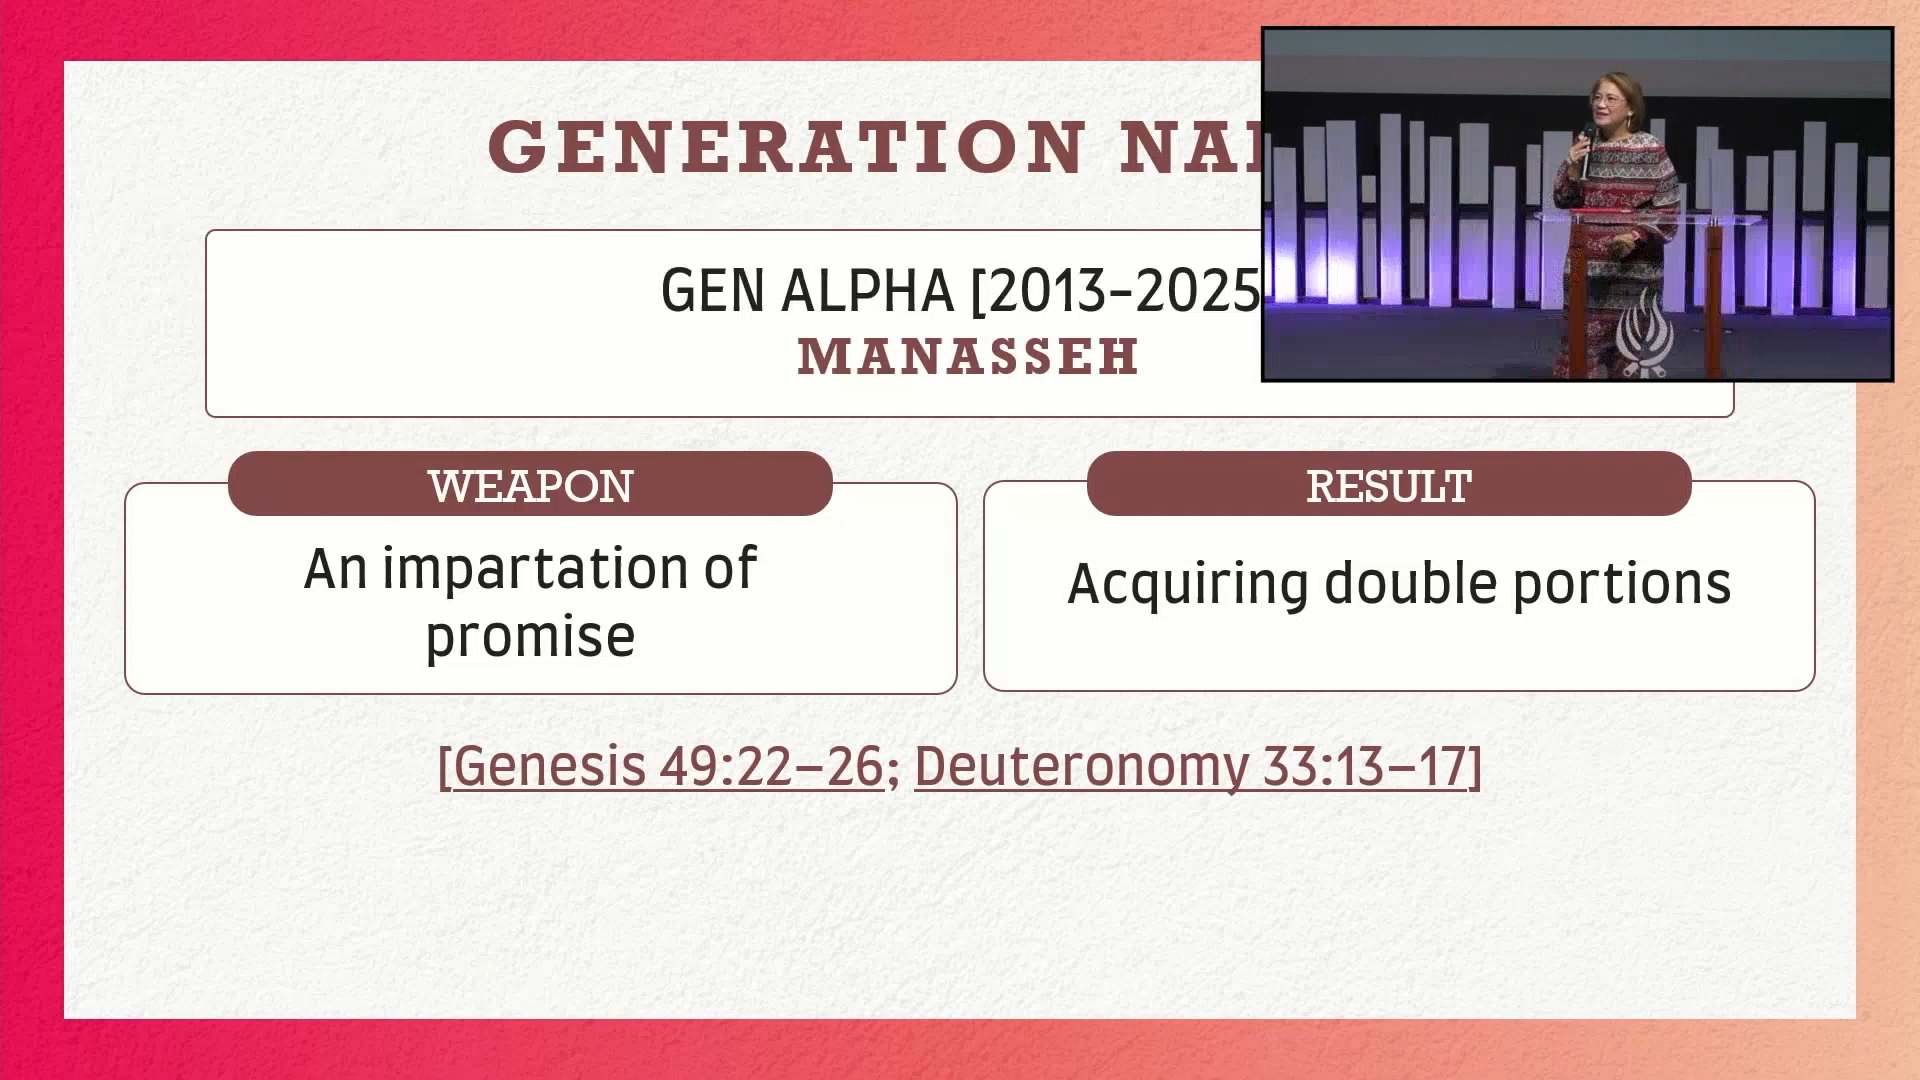 GENERATION
GEN ALPHA [2013-2025
MANASSEH
WEAPON
An impartation of
promise
RESULT
Acquiring double portions
[Genesis 49:22–26; Deuteronomy 33:13–17]